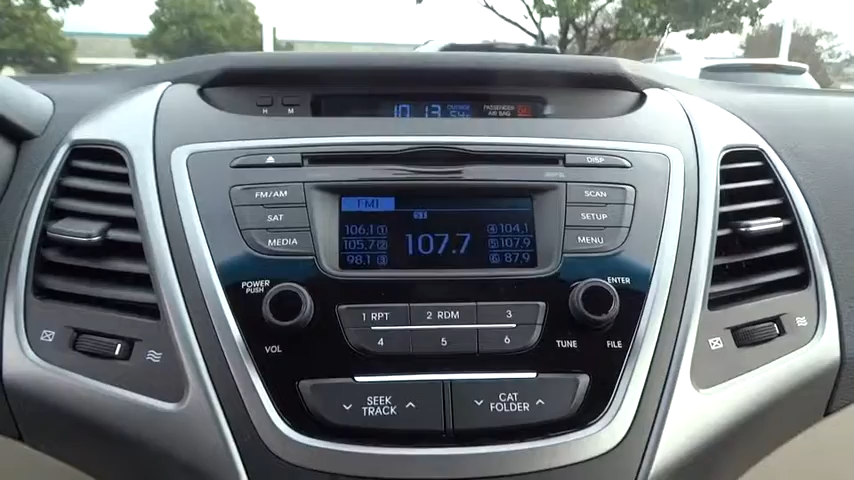 H M 10:13 PASSENGER
AIR BAG OFF
DISP
FM/AM
SAT
MEDIA
FM1
ST
106.1 1
105.7 2
98.1 3
107.7
4 104.1
5 107.9
6 87.9
SCAN
SETUP
MENU
POWER
PUSH
VOL
1 RPT 2 RDM 3
4 5 6
ENTER
TUNE FILE
SEEK
TRACK
CAT
FOLDER